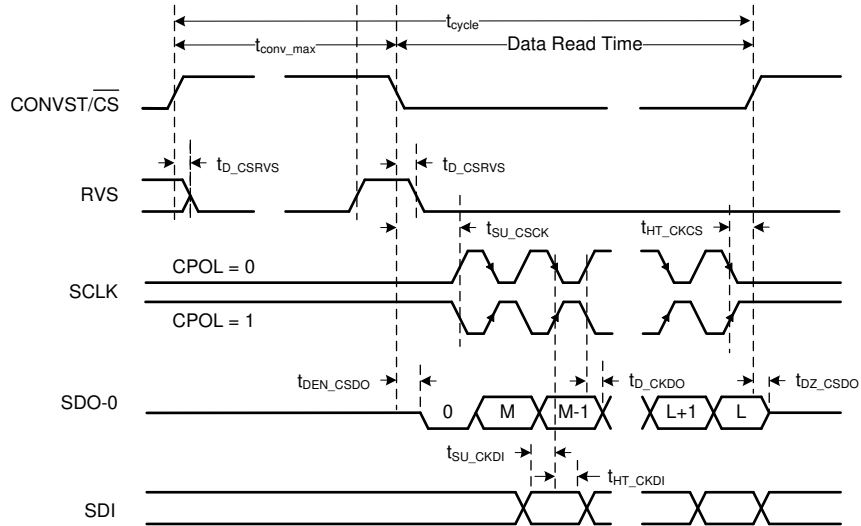 tcycle
tconv_max
Data Read Time
CONVST/CS
tD_CSRVS
tD_CSRVS
RVS
tSU_CSCK
tHT_CKCS
CPOL = 0
SCLK
CPOL = 1
tDEN_CSDO
tD_CKDO
tDZ_CSDO
SDO-0
0
M
M-1
L+1
L
tSU_CKDI
tHT_CKDI
SDI